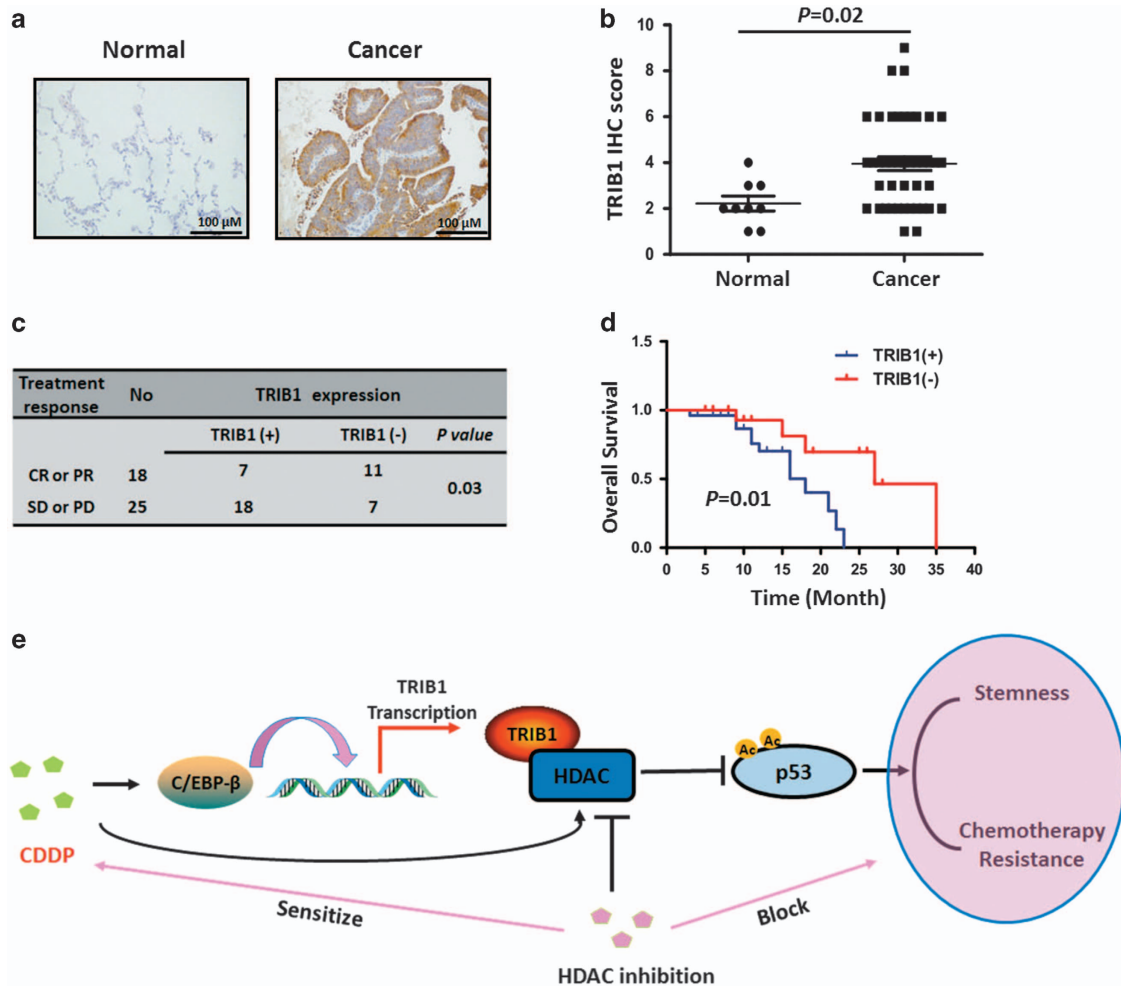 a
Normal
Cancer
100 µM
100 µM
b
P=0.02
TRIB1 IHC score
10
8
6
4
2
0
Normal
Cancer
c
Treatment response No TRIB1 expression
TRIB1 (+) TRIB1 (-) P value
CR or PR 18 7 11
0.03
SD or PD 25 18 7
d
Overall Survival
1.5
1.0
0.5
0.0
TRIB1(+)
TRIB1(-)
P=0.01
0 5 10 15 20 25 30 35 40
Time (Month)
e
CDDP
C/EBP-β
TRIB1
Transcription
TRIB1
HDAC
Ac Ac
p53
Stemness
Chemotherapy
Resistance
Sensitize
Block
HDAC inhibition